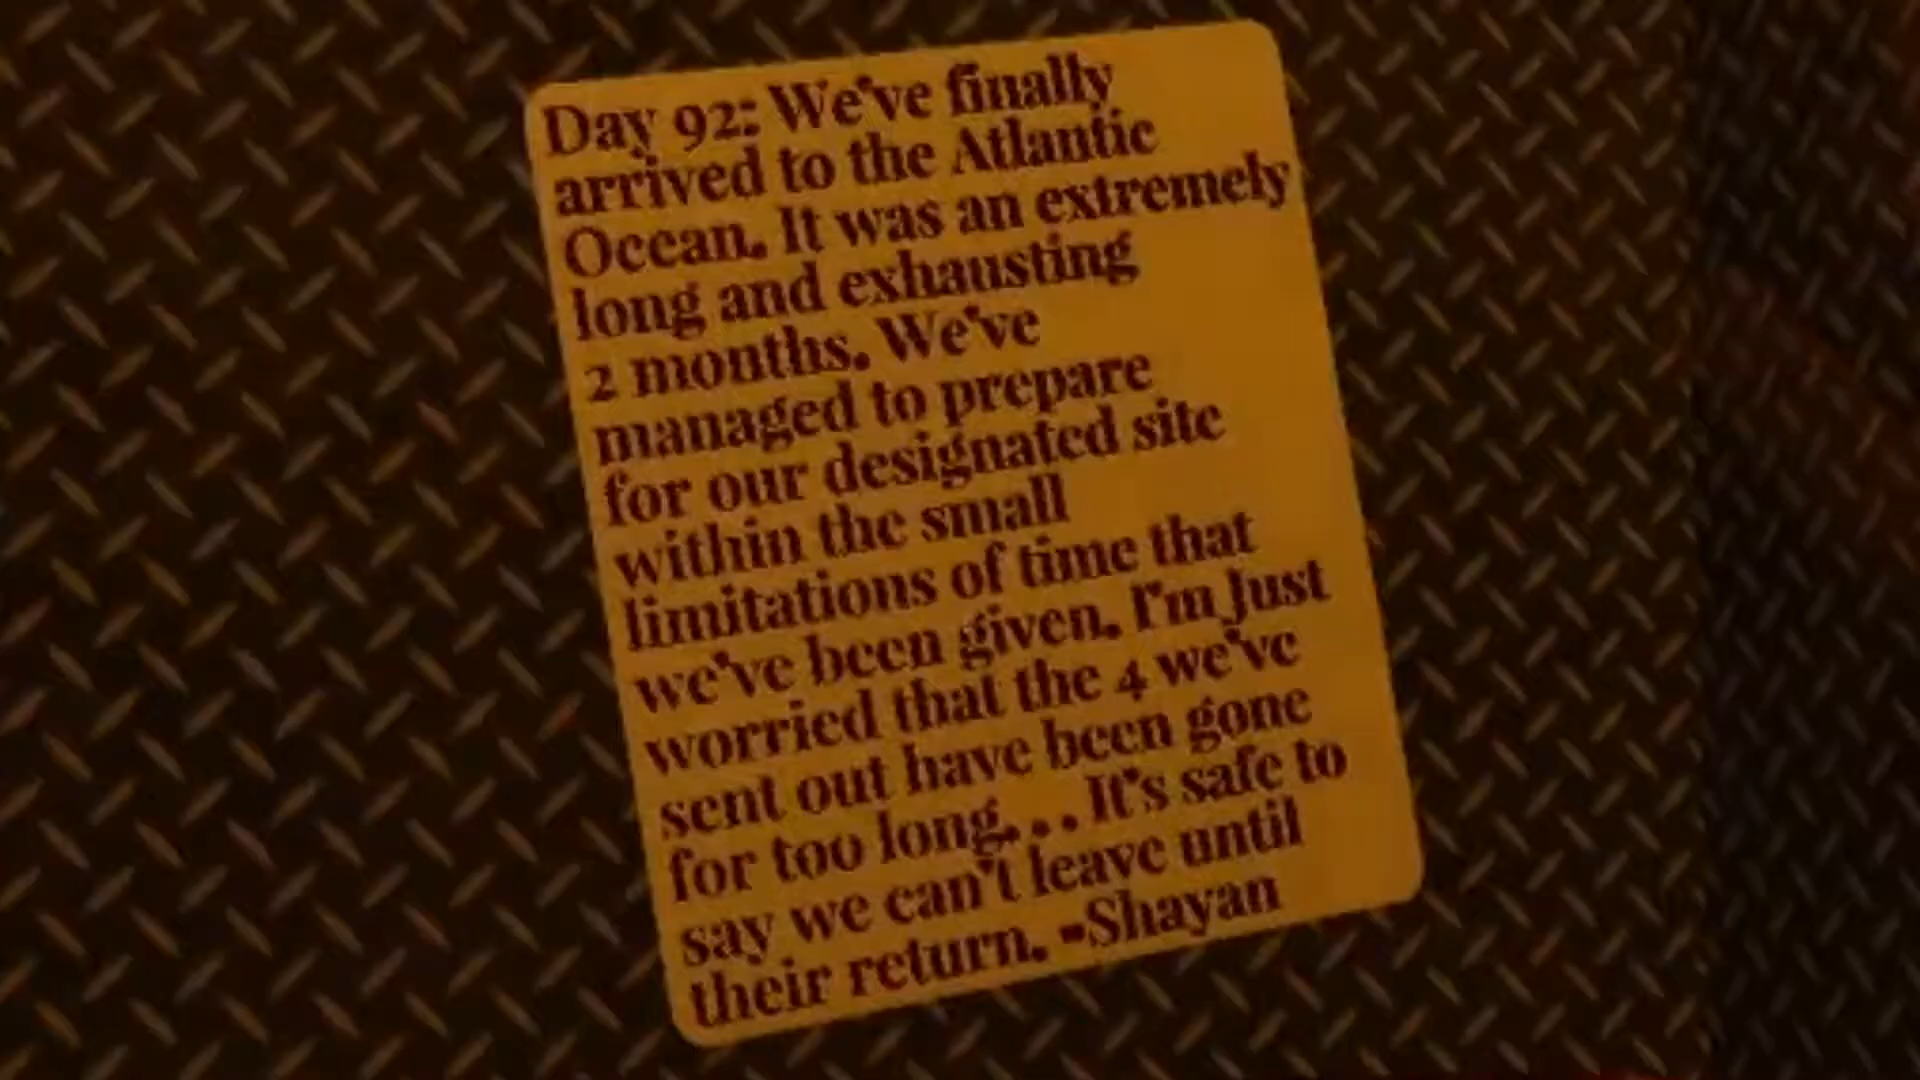 Day 92: We've finally
arrived to the Atlantic
Ocean. It was an extremely
long and exhausting
2 months. We've
managed to prepare
for our designated site
within the small
limitations of time that
we've been given. I'm Just
worried that the 4 we've
sent out have been gone
for too long... It's safe to
say we can't leave until
their return. -Shayan